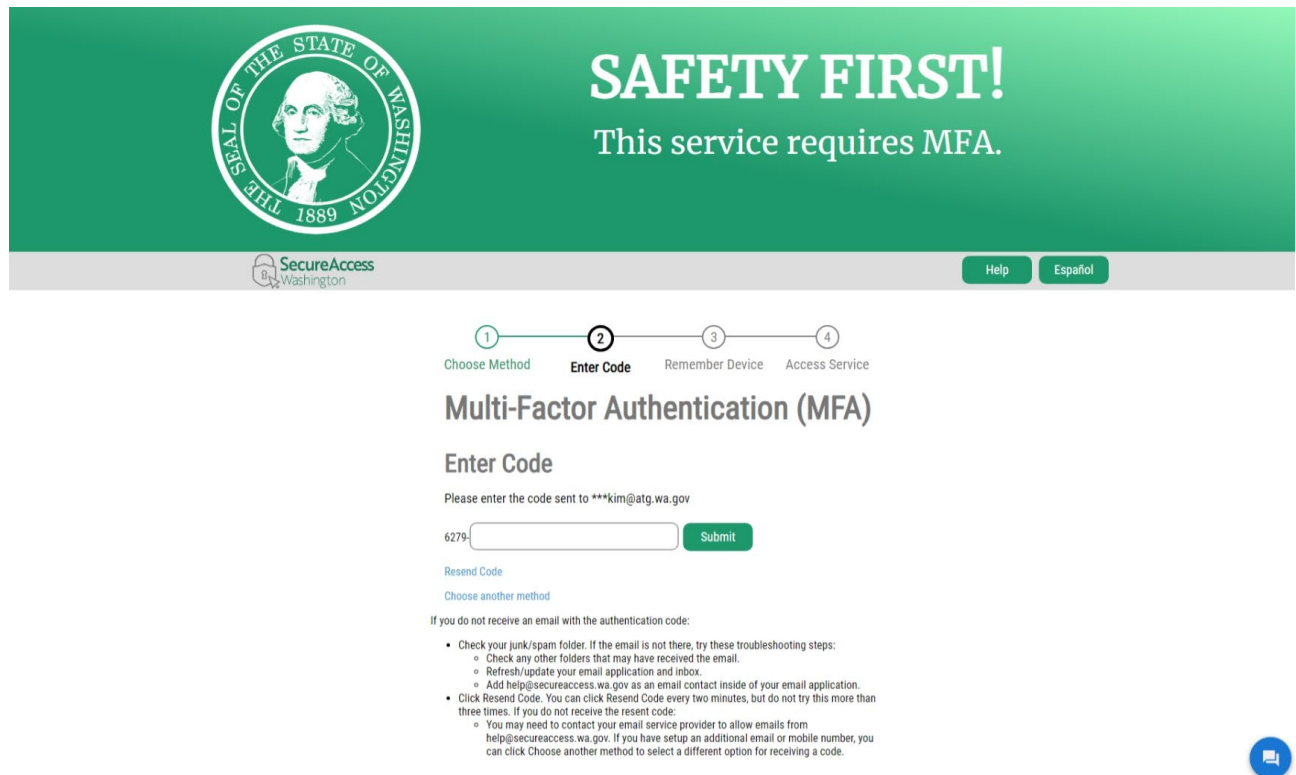 THE SEAL OF THE STATE OF WASHINGTON
1889
SAFETY FIRST!
This service requires MFA.
SecureAccess
Washington
Help
Español
1
2
3
4
Choose Method
Enter Code
Remember Device
Access Service
Multi-Factor Authentication (MFA)
Enter Code
Please enter the code sent to ***kim@atg.wa.gov
6279-
Submit
Resend Code
Choose another method
If you do not receive an email with the authentication code:
• Check your junk/spam folder. If the email is not there, try these troubleshooting steps:
○ Check any other folders that may have received the email.
○ Refresh/update your email application and inbox.
○ Add help@secureaccess.wa.gov as an email contact inside of your email application.
• Click Resend Code. You can click Resend Code every two minutes, but do not try this more than
three times. If you do not receive the resent code:
○ You may need to contact your email service provider to allow emails from
help@secureaccess.wa.gov. If you have setup an additional email or mobile number, you
can click Choose another method to select a different option for receiving a code.